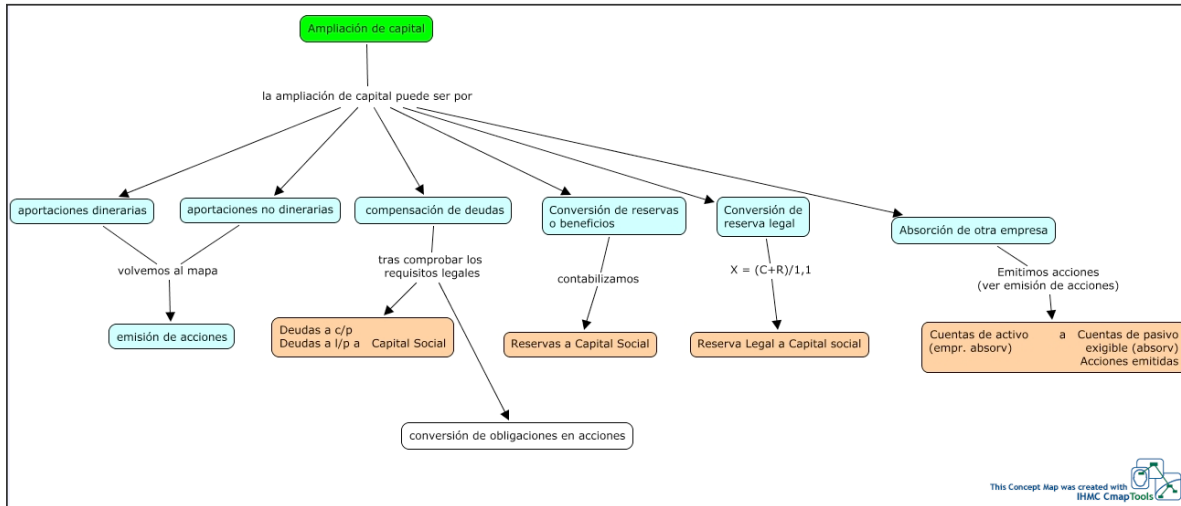 Ampliación de capital
la ampliación de capital puede ser por
aportaciones dinerarias
aportaciones no dinerarias
compensación de deudas
Conversión de reservas
o beneficios
Conversión de
reserva legal
Absorción de otra empresa
volvemos al mapa
tras comprobar los
requisitos legales
contabilizamos
X = (C+R)/1,1
Emitimos acciones
(ver emisión de acciones)
emisión de acciones
Deudas a c/p
Deudas a l/p a Capital Social
Reservas a Capital Social
Reserva Legal a Capital social
Cuentas de activo a Cuentas de pasivo
(empr. absorv) exigible (absorv)
Acciones emitidas
conversión de obligaciones en acciones
This Concept Map was created with
IHMC CmapTools